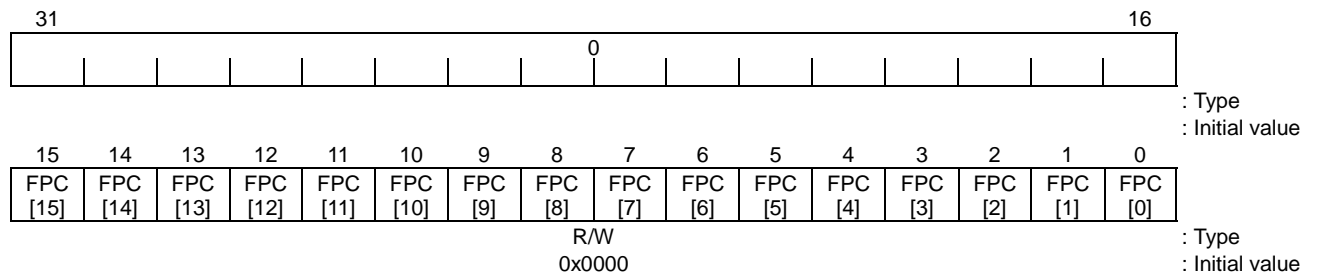 31 16
0
: Type
: Initial value
15 14 13 12 11 10 9 8 7 6 5 4 3 2 1 0
FPC FPC FPC FPC FPC FPC FPC FPC FPC FPC FPC FPC FPC FPC FPC FPC
[15] [14] [13] [12] [11] [10] [9] [8] [7] [6] [5] [4] [3] [2] [1] [0]
R/W : Type
0x0000 : Initial value